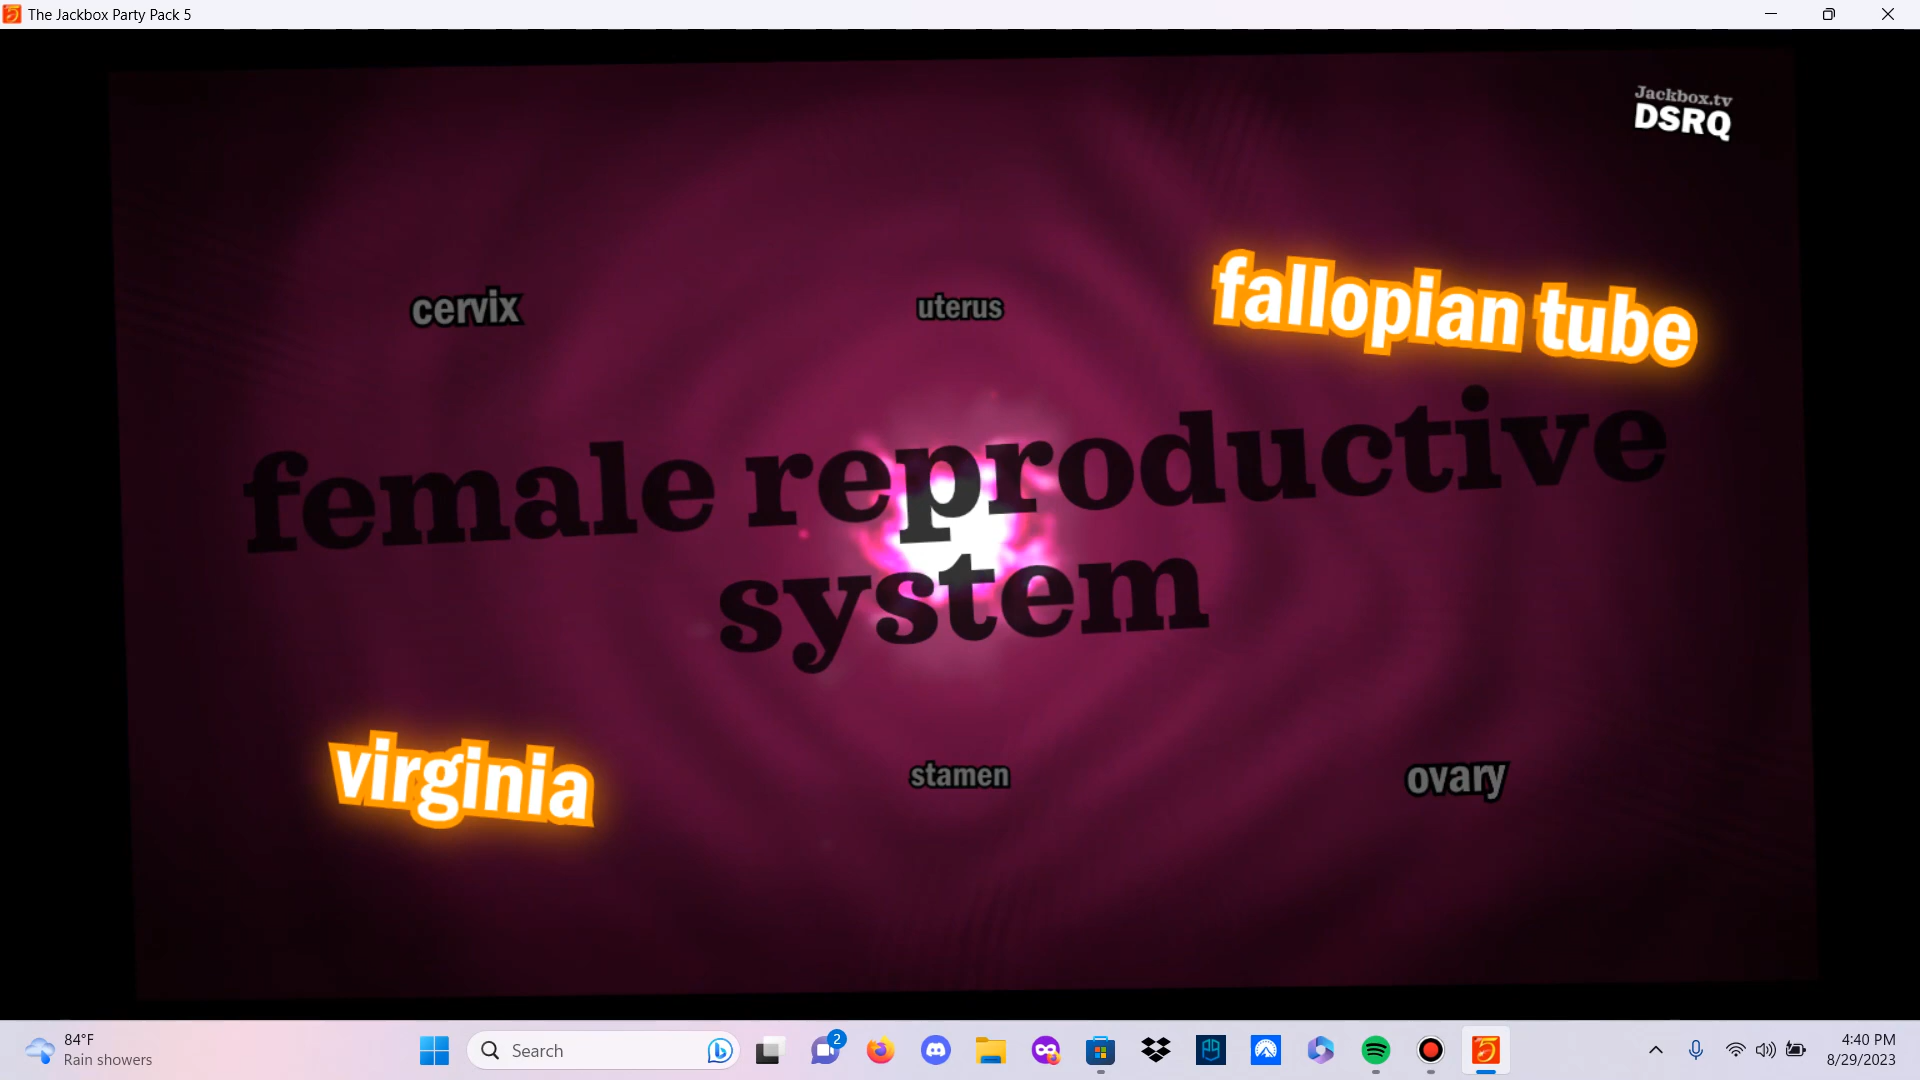 The Jackbox Party Pack 5
Jackbox.tv
DSRQ
cervix
uterus
fallopian tube
female reproductive
system
virginia
stamen
ovary
84°F
Rain showers
Search
2
4:40 PM
8/29/2023